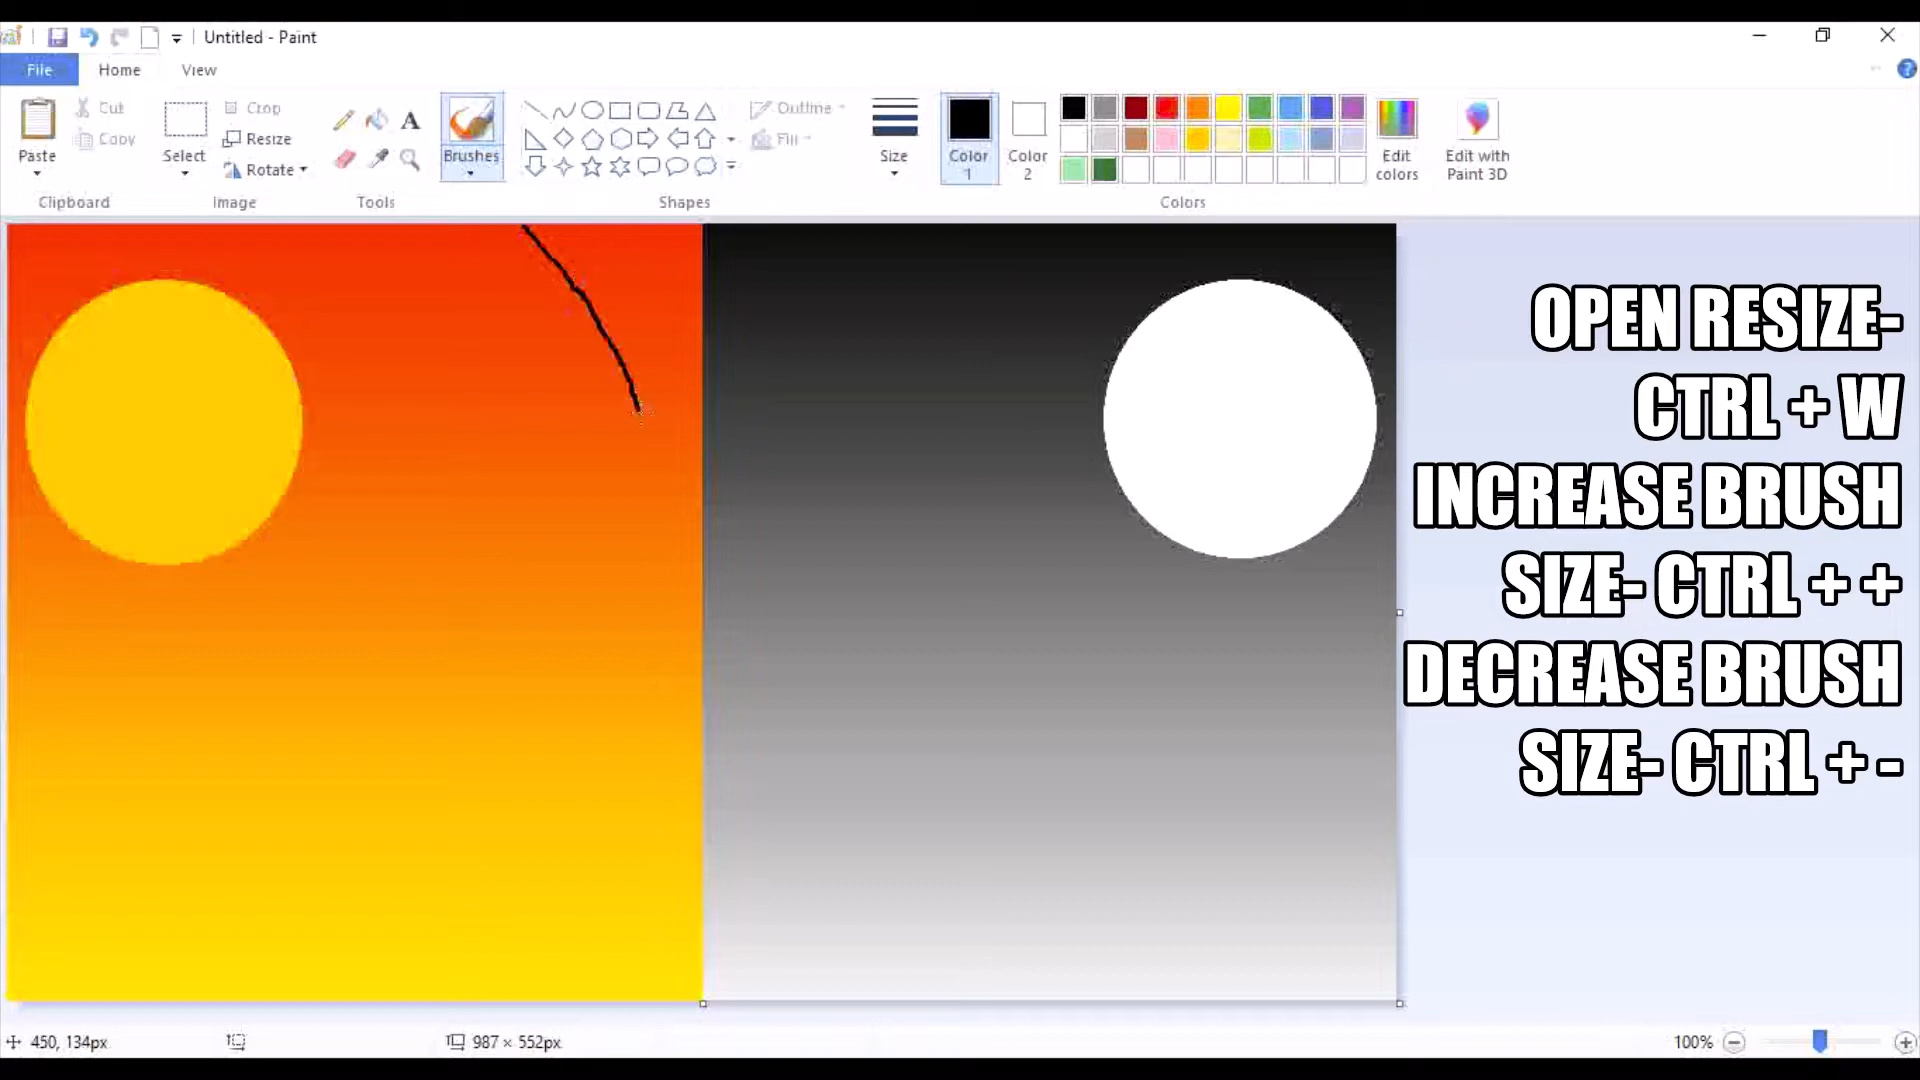 Untitled - Paint
File Home View
Paste
Cut
Copy
Clipboard
Select
Crop
Resize
Rotate
Image
A
Tools
Brushes
Outline
Fill
Shapes
Size
Color 1
Color 2
Edit colors
Edit with Paint 3D
Colors
OPEN RESIZE-
CTRL + W
INCREASE BRUSH
SIZE- CTRL + +
DECREASE BRUSH
SIZE- CTRL + -
450, 134px
987 × 552px
100%